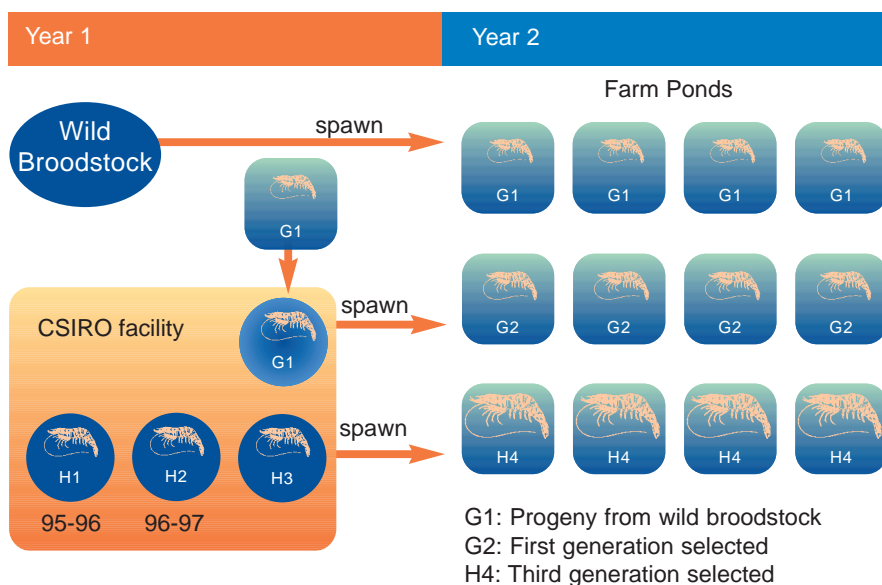 Year 1
Year 2
Farm Ponds
Wild
Broodstock
spawn
G1 G1 G1 G1
G1
CSIRO facility
spawn
G1
G2 G2 G2 G2
spawn
H1 H2 H3
H4 H4 H4 H4
95-96 96-97
G1: Progeny from wild broodstock
G2: First generation selected
H4: Third generation selected